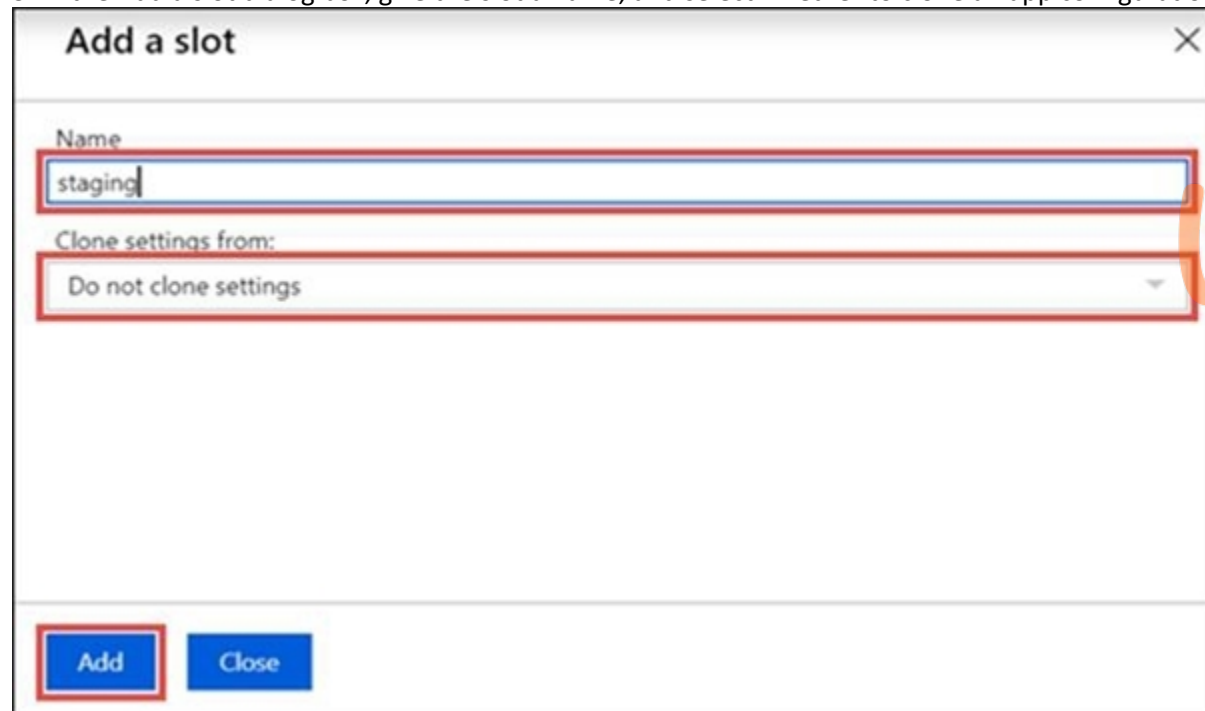 Add a slot
Name
staging
Clone settings from:
Do not clone settings
Add
Close